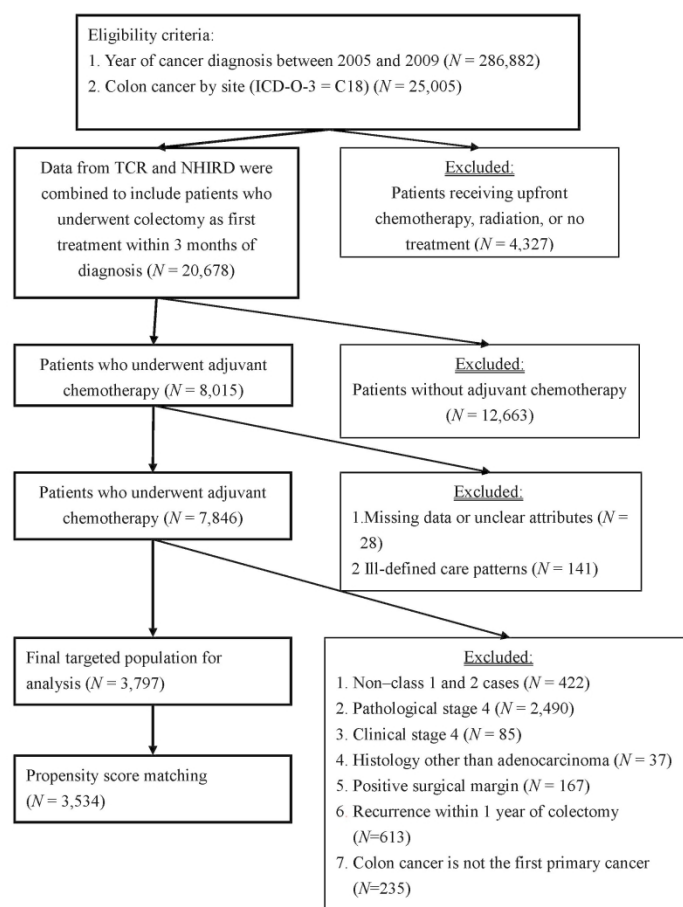 Eligibility criteria:
1. Year of cancer diagnosis between 2005 and 2009 (N = 286,882)
2. Colon cancer by site (ICD-O-3 = C18) (N = 25,005)
Data from TCR and NHIRD were
combined to include patients who
underwent colectomy as first
treatment within 3 months of
diagnosis (N = 20,678)
Excluded:
Patients receiving upfront
chemotherapy, radiation, or no
treatment (N = 4,327)
Patients who underwent adjuvant
chemotherapy (N = 8,015)
Excluded:
Patients without adjuvant chemotherapy
(N = 12,663)
Patients who underwent adjuvant
chemotherapy (N = 7,846)
Excluded:
1.Missing data or unclear attributes (N =
28)
2 Ill-defined care patterns (N = 141)
Final targeted population for
analysis (N = 3,797)
Excluded:
1. Non–class 1 and 2 cases (N = 422)
2. Pathological stage 4 (N = 2,490)
3. Clinical stage 4 (N = 85)
4. Histology other than adenocarcinoma (N = 37)
5. Positive surgical margin (N = 167)
6. Recurrence within 1 year of colectomy
(N=613)
7. Colon cancer is not the first primary cancer
(N=235)
Propensity score matching
(N = 3,534)